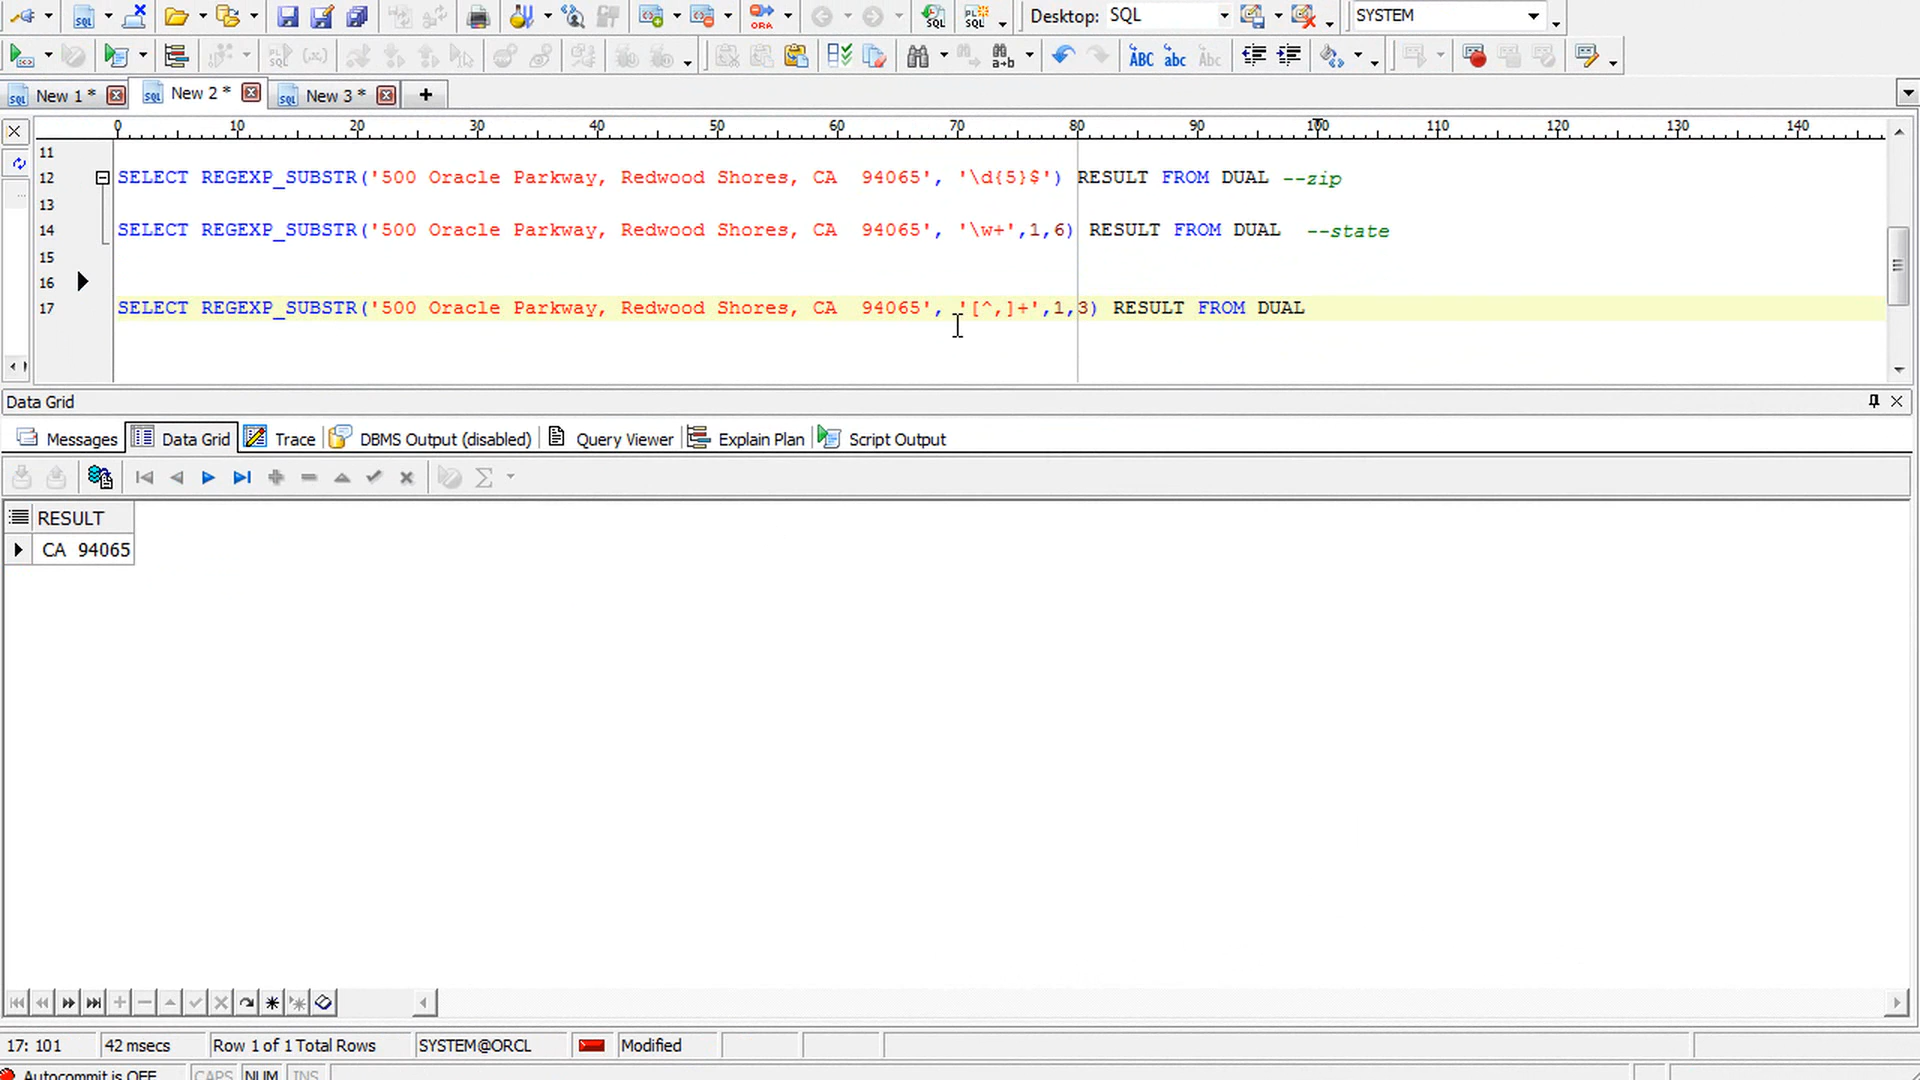 Desktop: SQL SYSTEM
New 1 * New 2 * New 3 *
0 10 20 30 40 50 60 70 80 90 100 110 120 130 140
11
12 SELECT REGEXP_SUBSTR('500 Oracle Parkway, Redwood Shores, CA  94065', '\d{5}$') RESULT FROM DUAL --zip
13
14 SELECT REGEXP_SUBSTR('500 Oracle Parkway, Redwood Shores, CA  94065', '\w+',1,6) RESULT FROM DUAL  --state
15
16
17 SELECT REGEXP_SUBSTR('500 Oracle Parkway, Redwood Shores, CA  94065', '[^,]+',1,3) RESULT FROM DUAL
Data Grid
Messages Data Grid Trace DBMS Output (disabled) Query Viewer Explain Plan Script Output
RESULT
CA  94065
17: 101 42 msecs Row 1 of 1 Total Rows SYSTEM@ORCL Modified
Autocommit is OFF CAPS NUM INS